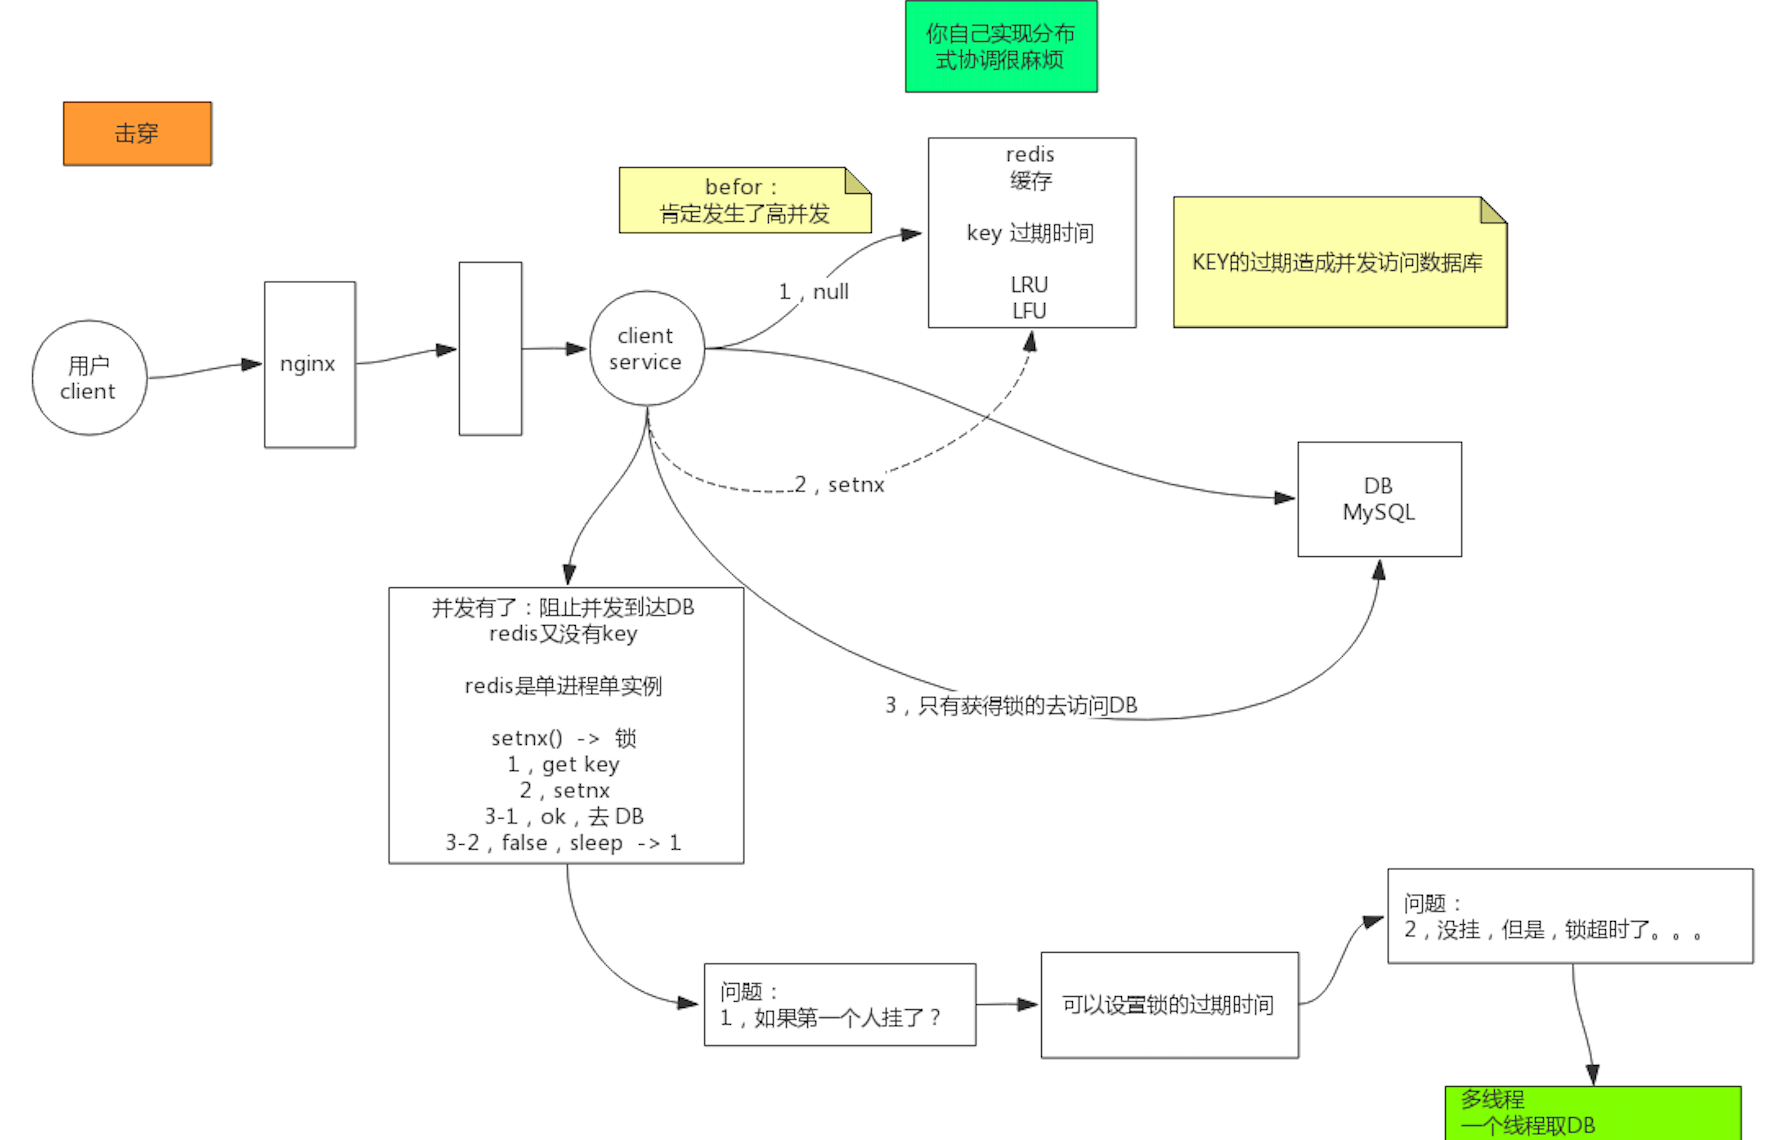 你自己实现分布
式协调很麻烦
击穿
befor：
肯定发生了高并发
redis
缓存
key 过期时间
LRU
LFU
KEY的过期造成并发访问数据库
1，null
用户
client
nginx
client
service
2，setnx
DB
MySQL
并发有了：阻止并发到达DB
redis又没有key
redis是单进程单实例
setnx() -> 锁
1，get key
2，setnx
3-1，ok，去 DB
3-2，false，sleep -> 1
3，只有获得锁的去访问DB
问题：
1，如果第一个人挂了？
可以设置锁的过期时间
问题：
2，没挂，但是，锁超时了。。。
多线程
一个线程取DB